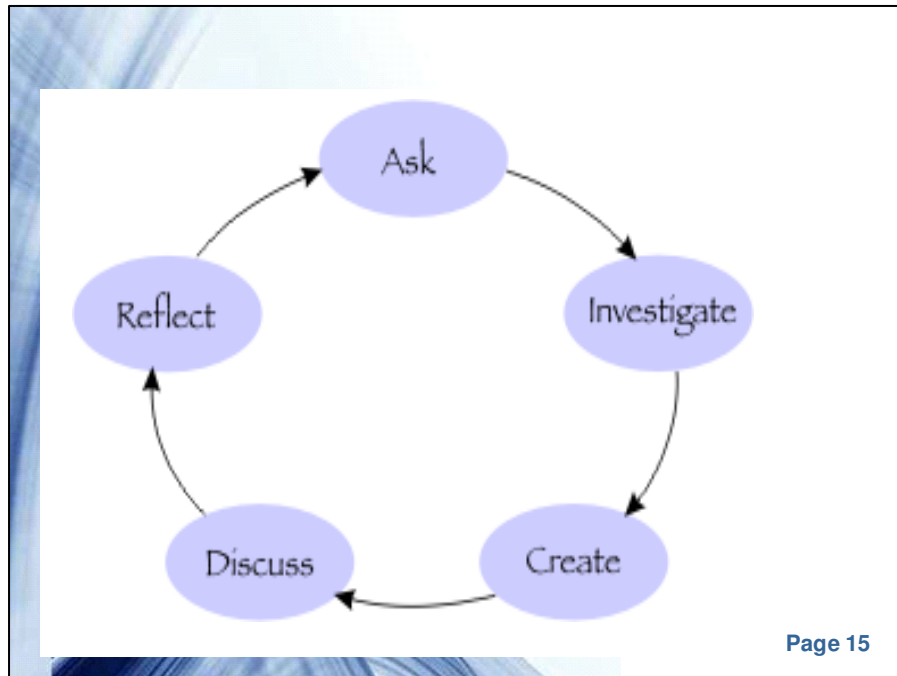 Ask
Investigate
Create
Discuss
Reflect
Page 15